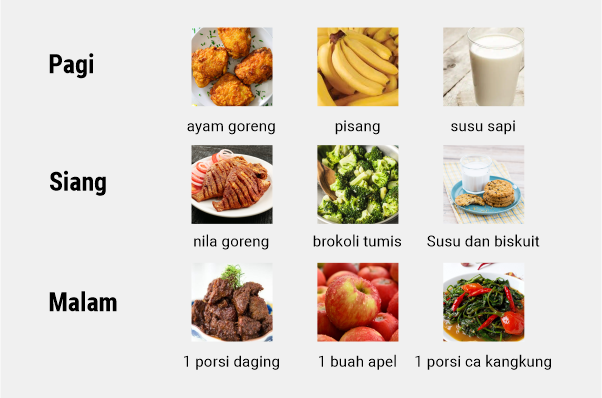 Pagi
ayam goreng
pisang
susu sapi
Siang
nila goreng
brokoli tumis
Susu dan biskuit
Malam
1 porsi daging
1 buah apel
1 porsi ca kangkung